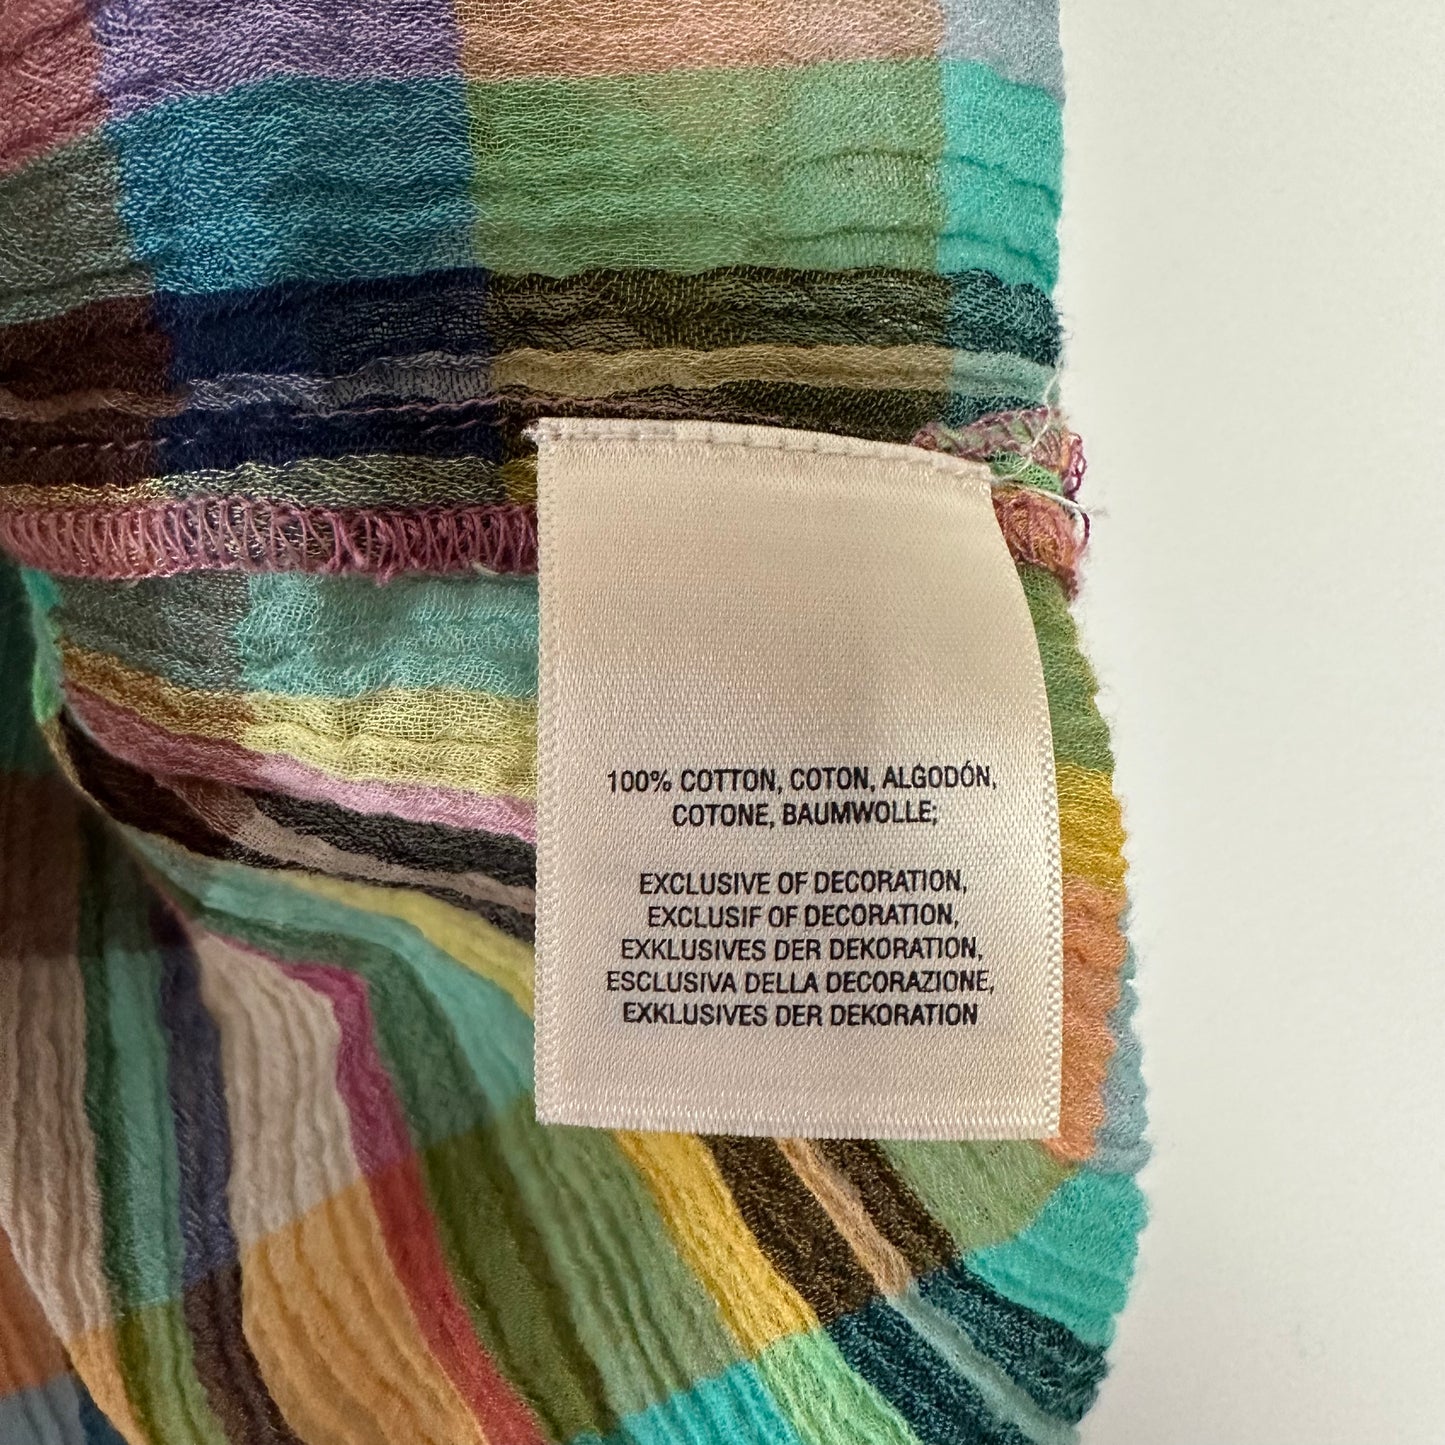 100% COTTON, COTON, ALGODÓN,
COTONE, BAUMWOLLE;
EXCLUSIVE OF DECORATION,
EXCLUSIF OF DECORATION,
EXKLUSIVES DER DEKORATION,
ESCLUSIVA DELLA DECORAZIONE,
EXKLUSIVES DER DEKORATION